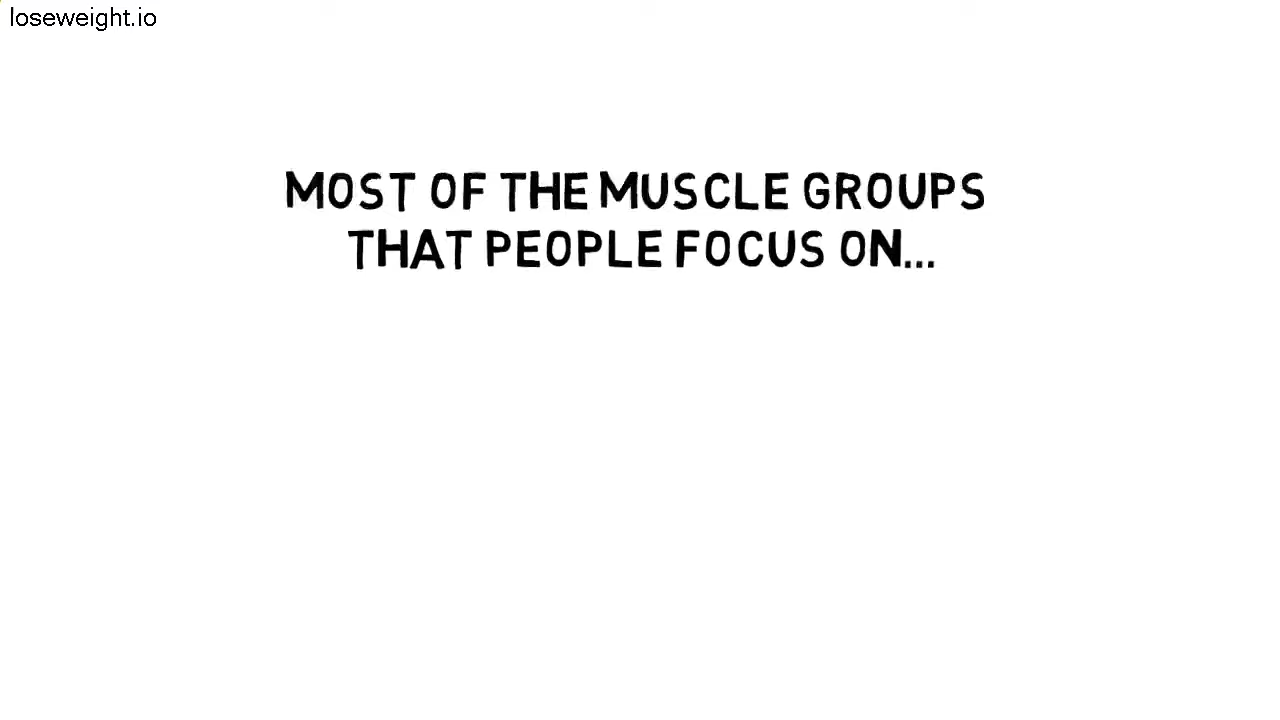 loseweight.io
MOST OF THE MUSCLE GROUPS
THAT PEOPLE FOCUS ON...